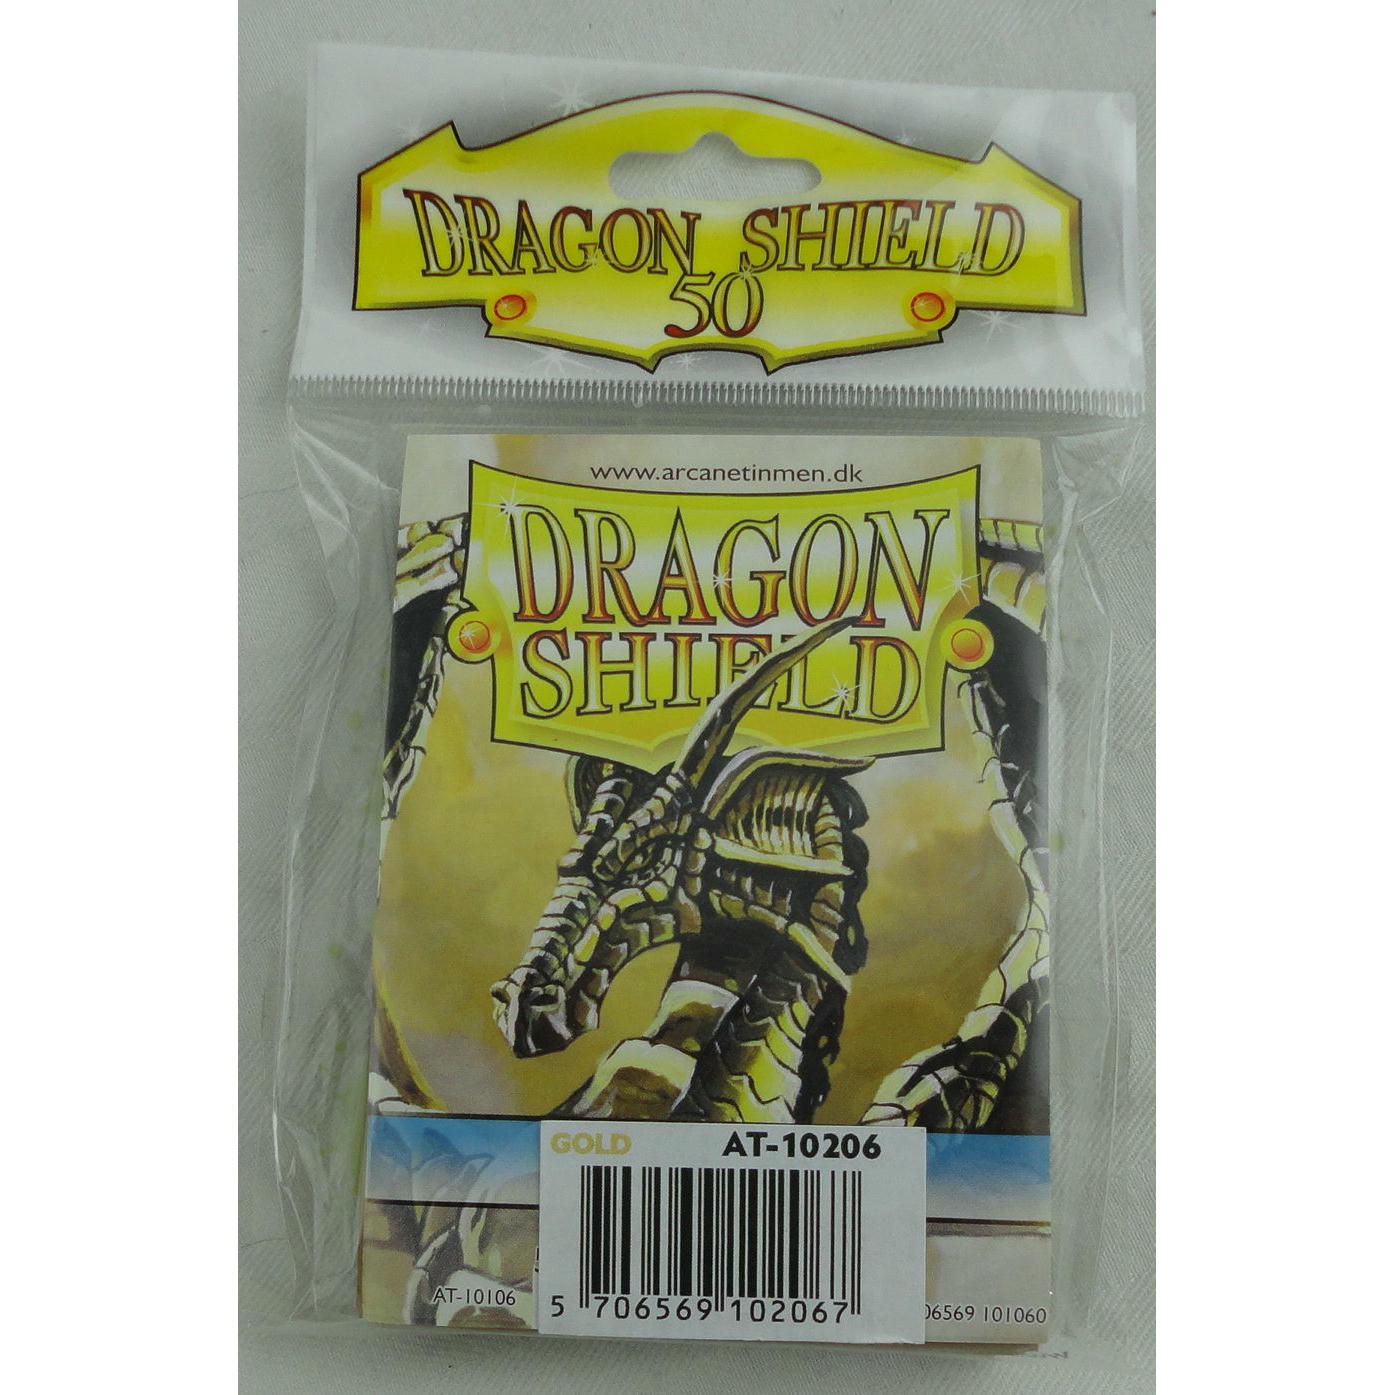 DRAGON SHIELD
50
www.arcanetinmen.dk
DRAGON
SHIELD
GOLD AT-10206
5 706569 102067
AT-10106
06569 101060